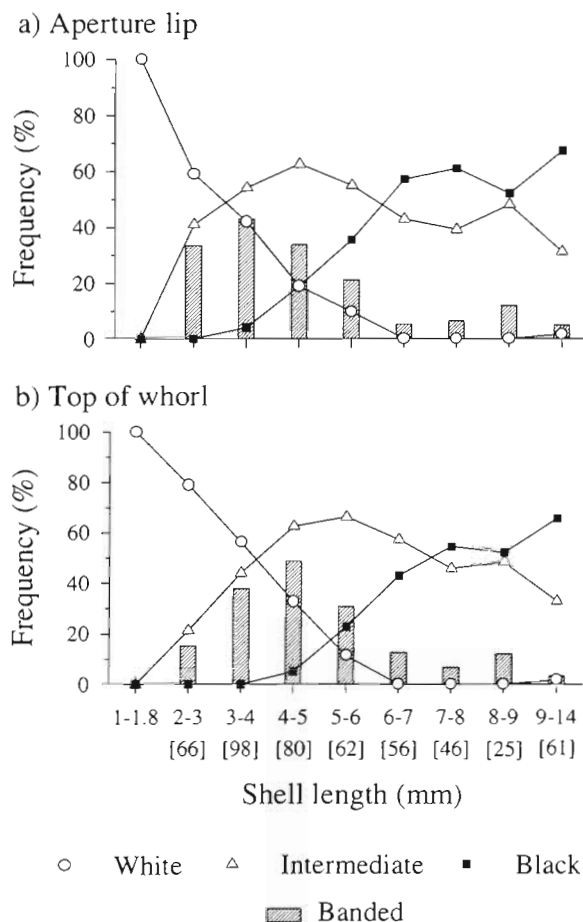 a) Aperture lip
100
80
60
40
20
0
Frequency (%)
b) Top of whorl
100
80
60
40
20
0
Frequency (%)
1-1.8 2-3 3-4 4-5 5-6 6-7 7-8 8-9 9-14
[66] [98] [80] [62] [56] [46] [25] [61]
Shell length (mm)
White Intermediate Black
Banded